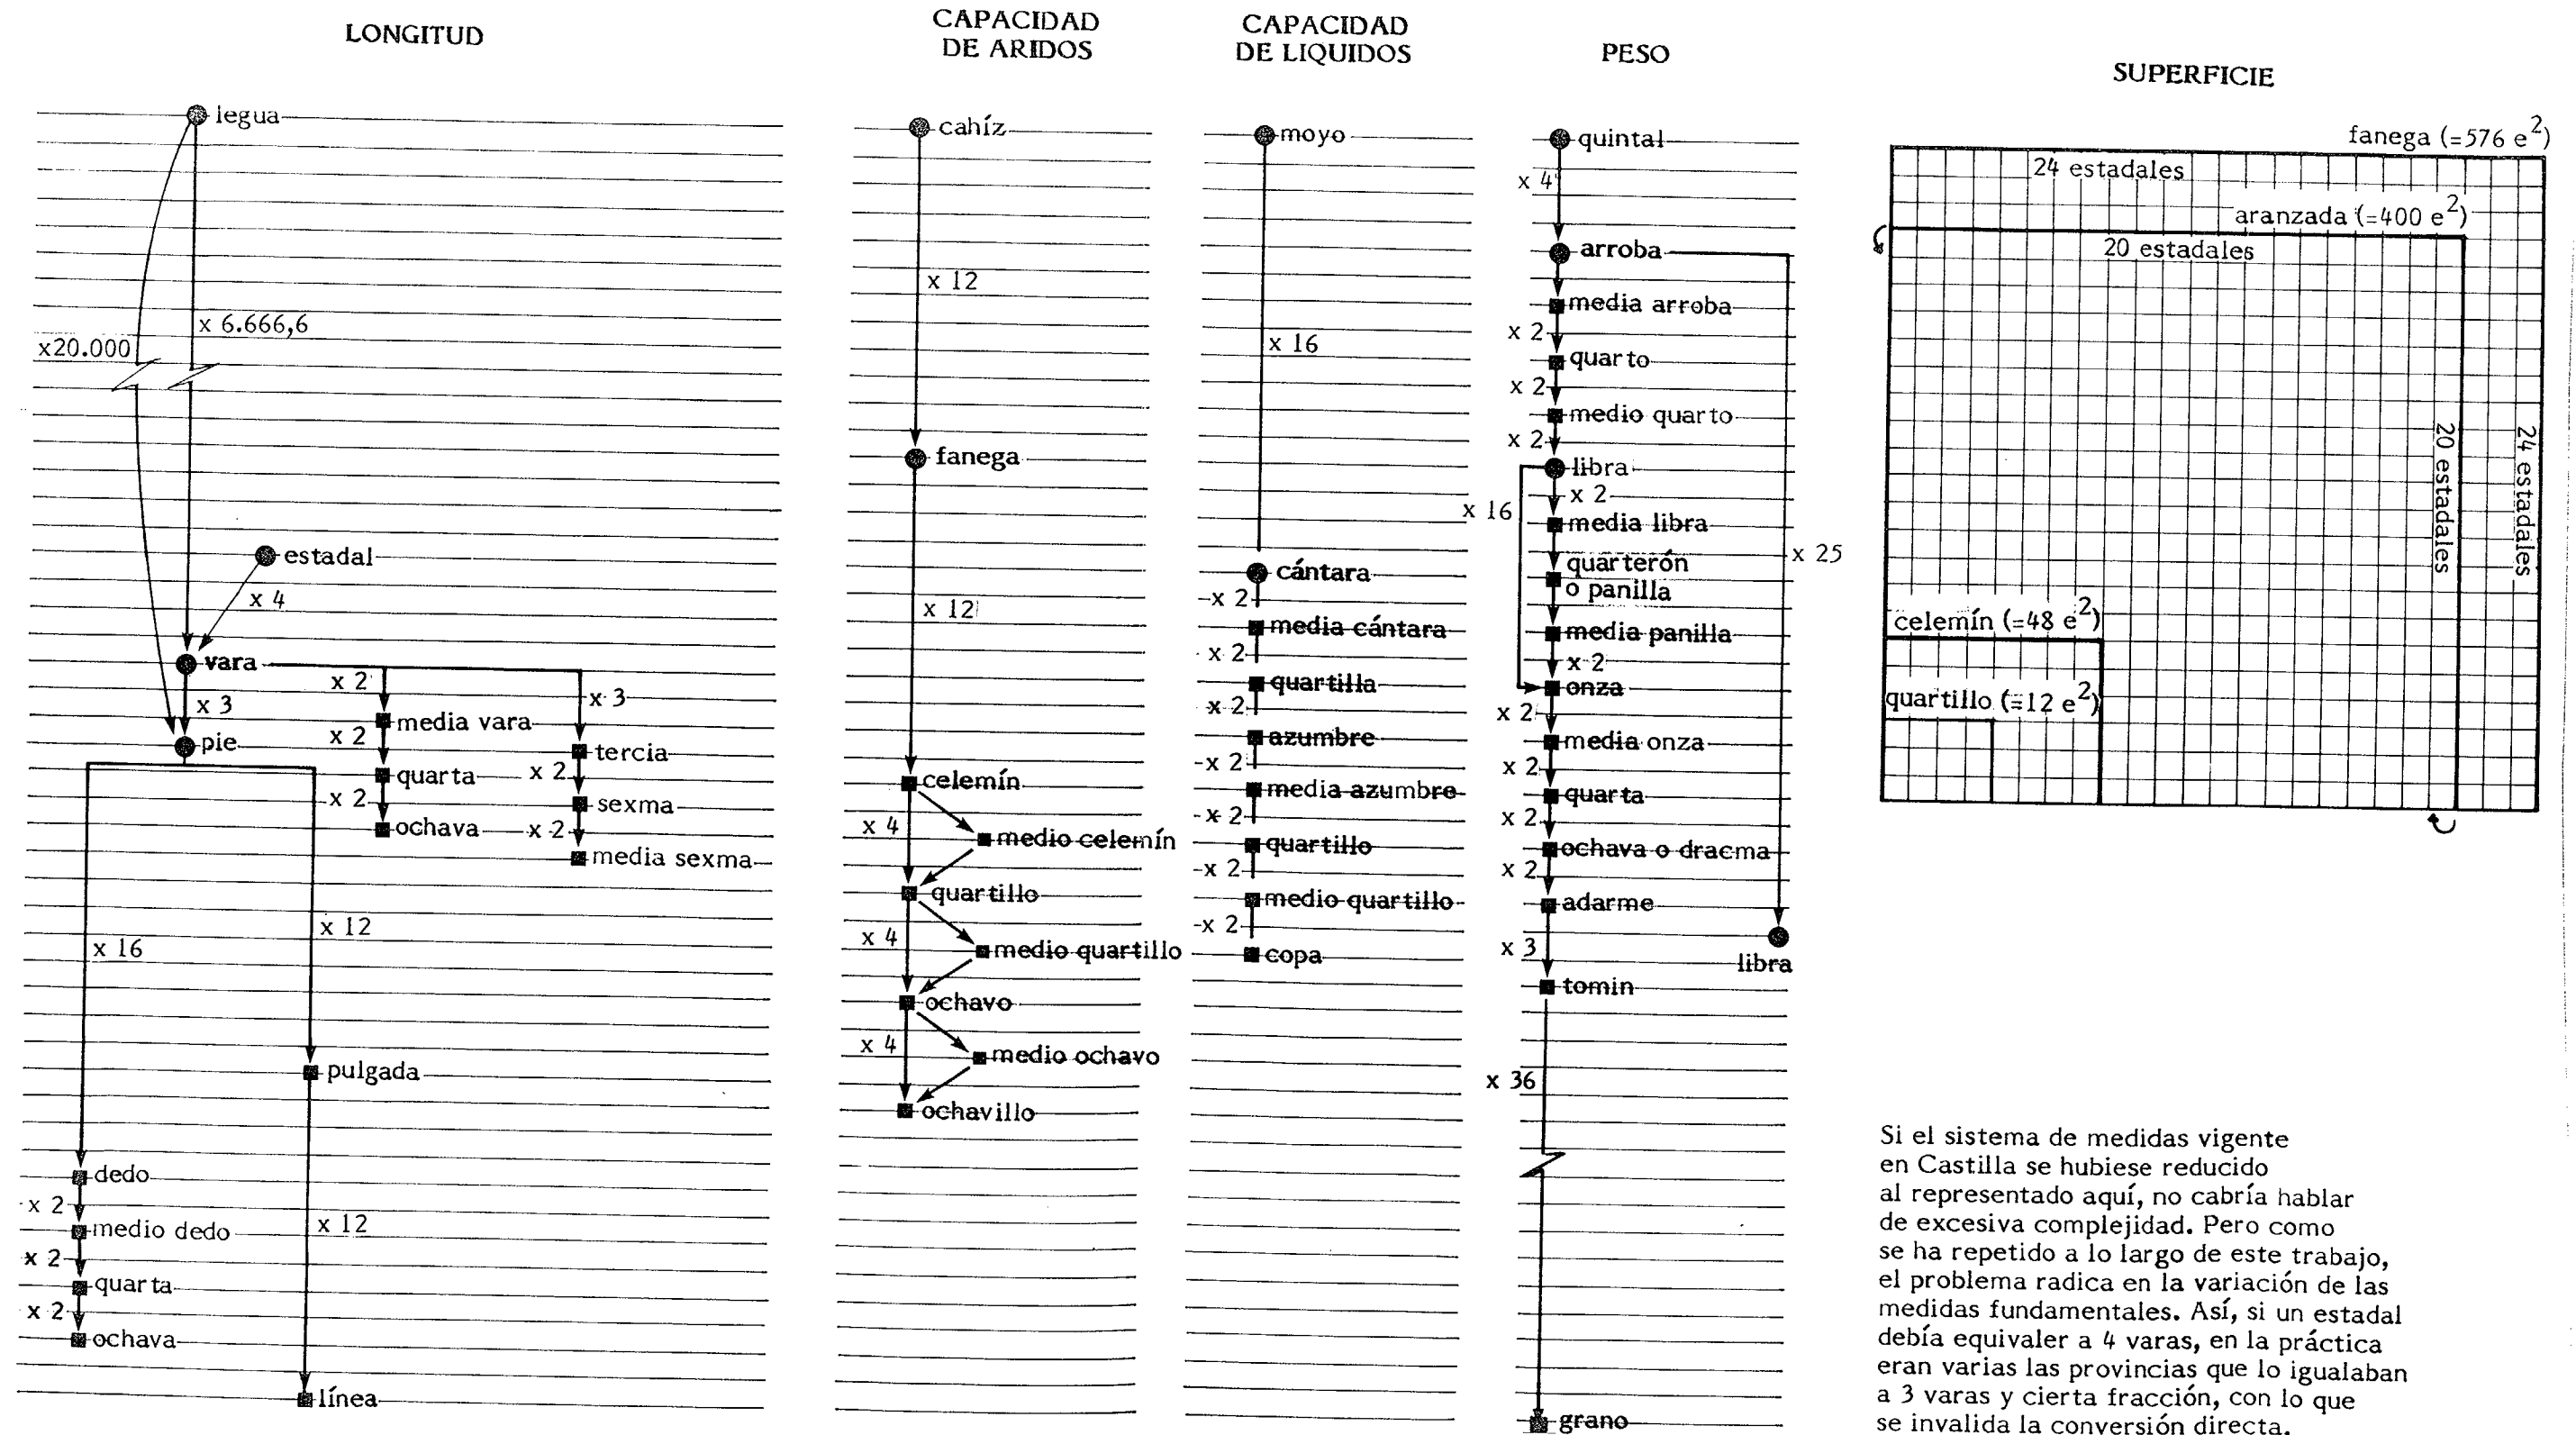 LONGITUD
legua
x 6.666,6
x20.000
estadal
x 4
vara
x 3
x 2
media vara
x 2
quarta
x 2
ochava
x 3
tercia
x 2
sexma
x 2
media sexma
pie
x 16
x 12
pulgada
x 12
línea
dedo
x 2
medio dedo
x 2
quarta
x 2
ochava
CAPACIDAD
DE ARIDOS
cahíz
x 12
fanega
x 12
celemín
x 4
medio celemín
quartillo
x 4
medio quartillo
ochavo
x 4
medio ochavo
ochavillo
CAPACIDAD
DE LIQUIDOS
moyo
x 16
cántara
x 2
media cántara
x 2
quartilla
x 2
azumbre
x 2
media azumbre
x 2
quartillo
x 2
medio quartillo
x 2
copa
PESO
quintal
x 4
arroba
media arroba
x 2
quarto
x 2
medio quarto
x 2
libra
x 2
x 16
media libra
quarterón
o panilla
media panilla
x 2
onza
x 2
media onza
x 2
quarta
x 2
ochava o dracma
x 2
adarme
x 3
tomin
x 36
grano
x 25
libra
SUPERFICIE
fanega (=576 e²)
24 estadales
aranzada (=400 e²)
20 estadales
20 estadales
24 estadales
celemín (=48 e²)
quartillo (=12 e²)
Si el sistema de medidas vigente
en Castilla se hubiese reducido
al representado aquí, no cabría hablar
de excesiva complejidad. Pero como
se ha repetido a lo largo de este trabajo,
el problema radica en la variación de las
medidas fundamentales. Así, si un estadal
debía equivaler a 4 varas, en la práctica
eran varias las provincias que lo igualaban
a 3 varas y cierta fracción, con lo que
se invalida la conversión directa.